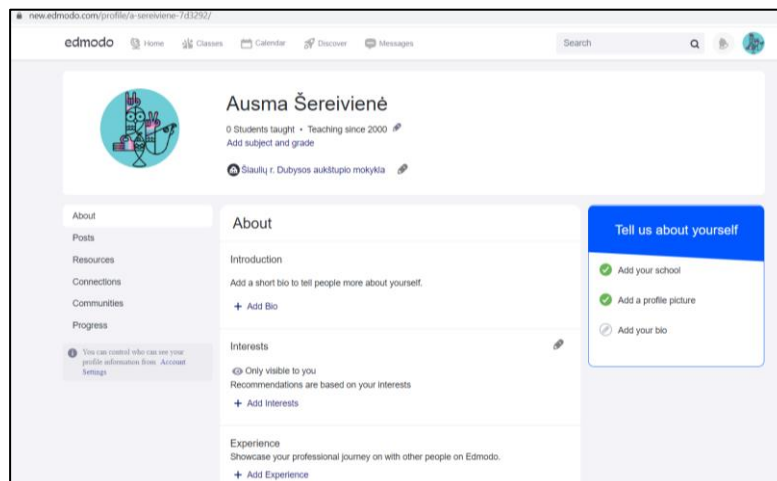 new.edmodo.com/profile/a-sereiviene-7d3292/
edmodo Home Classes Calendar Discover Messages Search
Ausma Šereivienė
0 Students taught • Teaching since 2000
Add subject and grade
Šiaulių r. Dubysos aukštupio mokykla
About
Posts
Resources
Connections
Communities
Progress
You can control who can see your
profile information from Account
Settings
About
Introduction
Add a short bio to tell people more about yourself.
+ Add Bio
Interests
Only visible to you
Recommendations are based on your interests
+ Add Interests
Experience
Showcase your professional journey on with other people on Edmodo.
+ Add Experience
Tell us about yourself
Add your school
Add a profile picture
Add your bio